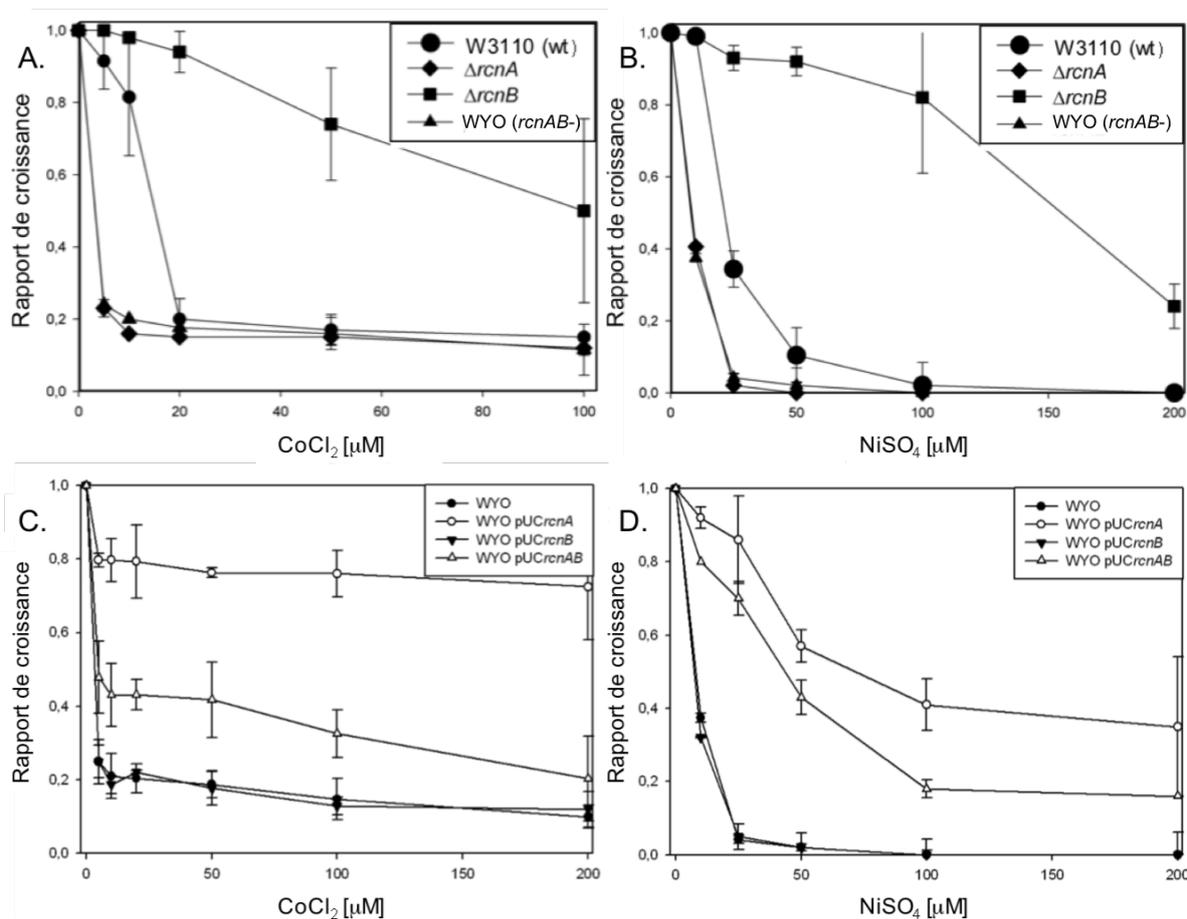 A.
Rapport de croissance
1,0
0,8
0,6
0,4
0,2
0,0
W3110 (wt)
ΔrcnA
ΔrcnB
WYO (rcnAB-)
0 20 40 60 80 100
CoCl₂ [µM]
B.
Rapport de croissance
1,0
0,8
0,6
0,4
0,2
0,0
W3110 (wt)
ΔrcnA
ΔrcnB
WYO (rcnAB-)
0 50 100 150 200
NiSO₄ [µM]
C.
Rapport de croissance
1,0
0,8
0,6
0,4
0,2
0,0
WYO
WYO pUCrcnA
WYO pUCrcnB
WYO pUCrcnAB
0 50 100 150 200
CoCl₂ [µM]
D.
Rapport de croissance
1,0
0,8
0,6
0,4
0,2
0,0
WYO
WYO pUCrcnA
WYO pUCrcnB
WYO pUCrcnAB
0 50 100 150 200
NiSO₄ [µM]